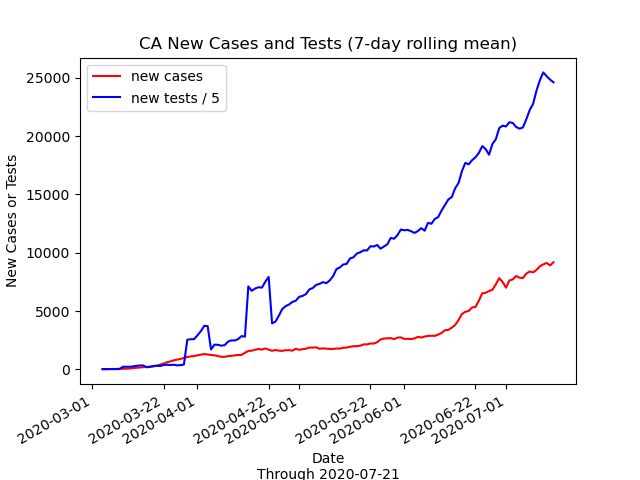 CA New Cases and Tests (7-day rolling mean)
new cases
new tests / 5
25000
20000
15000
10000
5000
0
New Cases or Tests
2020-03-01
2020-03-22
2020-04-01
2020-04-22
2020-05-01
2020-05-22
2020-06-01
2020-06-22
2020-07-01
Date
Through 2020-07-21